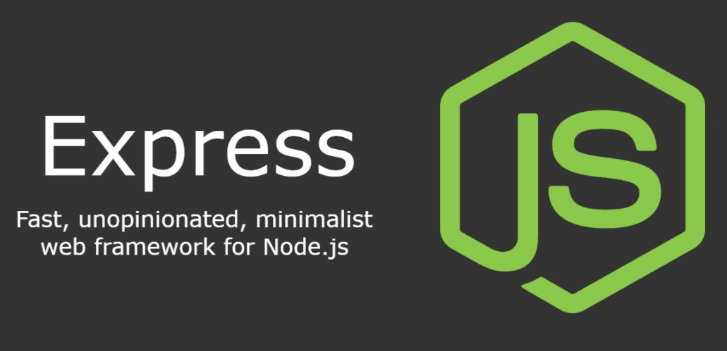 Express
Fast, unopinionated, minimalist
web framework for Node.js
JS